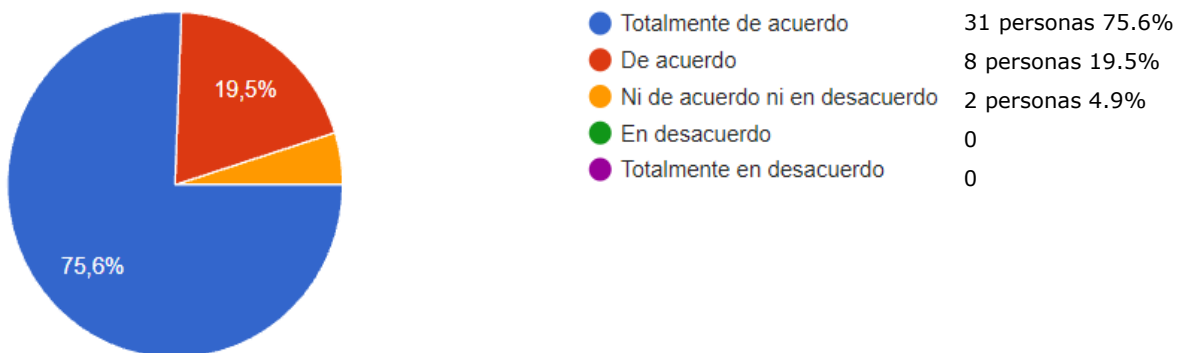 Totalmente de acuerdo 31 personas 75.6%
De acuerdo 8 personas 19.5%
Ni de acuerdo ni en desacuerdo 2 personas 4.9%
En desacuerdo 0
Totalmente en desacuerdo 0
19,5%
75,6%